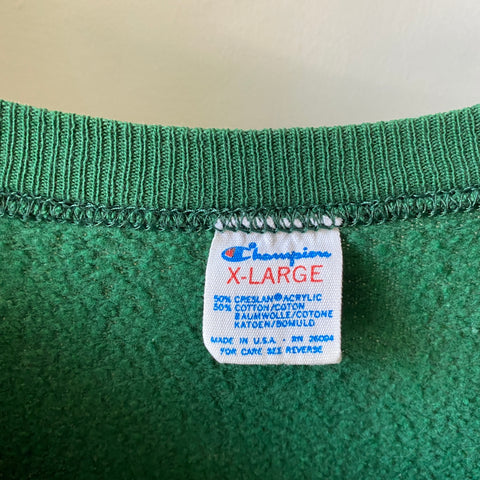 Champion
X-LARGE
50% CRESLAN® ACRYLIC
50% COTTON/COTON
BAUMWOLLE/COTONE
KATOEN/BOMULD
MADE IN U.S.A. - RN 26094
FOR CARE SEE REVERSE